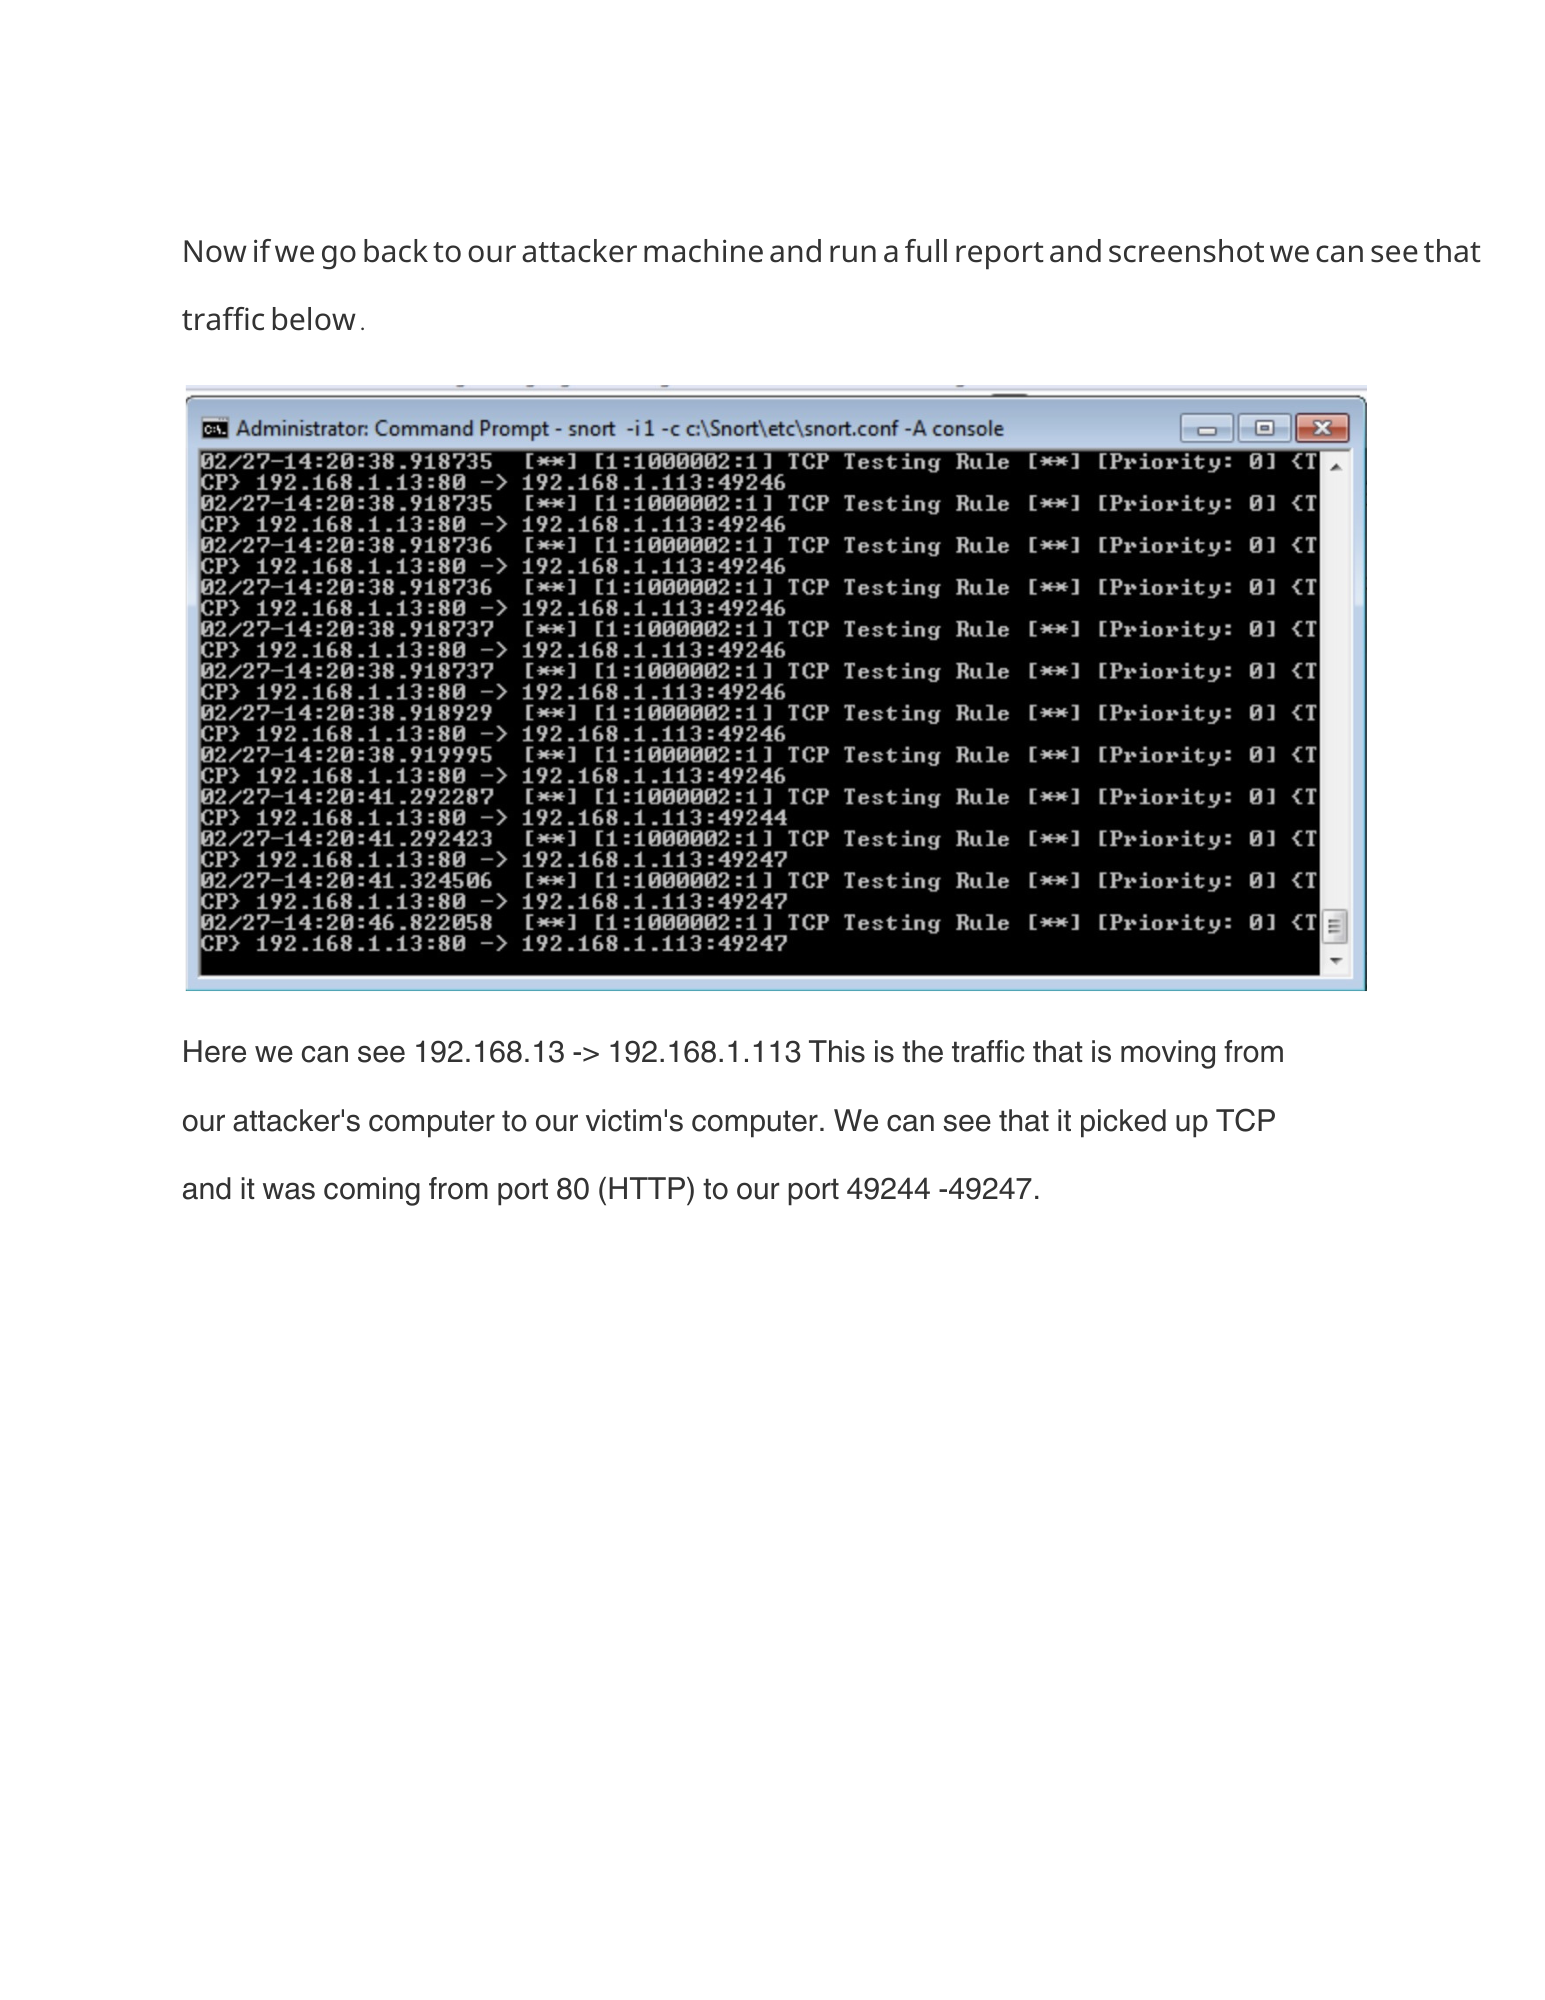 Now if we go back to our attacker machine and run a full report and screenshot we can see that
traffic below .
Administrator: Command Prompt - snort -i 1 -c c:\Snort\etc\snort.conf -A console
02/27-14:20:38.918735 [**] [1:1000002:1] TCP Testing Rule [**] [Priority: 0] {T
CP} 192.168.1.13:80 -> 192.168.1.113:49246
02/27-14:20:38.918735 [**] [1:1000002:1] TCP Testing Rule [**] [Priority: 0] {T
CP} 192.168.1.13:80 -> 192.168.1.113:49246
02/27-14:20:38.918736 [**] [1:1000002:1] TCP Testing Rule [**] [Priority: 0] {T
CP} 192.168.1.13:80 -> 192.168.1.113:49246
02/27-14:20:38.918736 [**] [1:1000002:1] TCP Testing Rule [**] [Priority: 0] {T
CP} 192.168.1.13:80 -> 192.168.1.113:49246
02/27-14:20:38.918737 [**] [1:1000002:1] TCP Testing Rule [**] [Priority: 0] {T
CP} 192.168.1.13:80 -> 192.168.1.113:49246
02/27-14:20:38.918737 [**] [1:1000002:1] TCP Testing Rule [**] [Priority: 0] {T
CP} 192.168.1.13:80 -> 192.168.1.113:49246
02/27-14:20:38.918929 [**] [1:1000002:1] TCP Testing Rule [**] [Priority: 0] {T
CP} 192.168.1.13:80 -> 192.168.1.113:49246
02/27-14:20:38.919995 [**] [1:1000002:1] TCP Testing Rule [**] [Priority: 0] {T
CP} 192.168.1.13:80 -> 192.168.1.113:49246
02/27-14:20:41.292287 [**] [1:1000002:1] TCP Testing Rule [**] [Priority: 0] {T
CP} 192.168.1.13:80 -> 192.168.1.113:49244
02/27-14:20:41.292423 [**] [1:1000002:1] TCP Testing Rule [**] [Priority: 0] {T
CP} 192.168.1.13:80 -> 192.168.1.113:49247
02/27-14:20:41.324506 [**] [1:1000002:1] TCP Testing Rule [**] [Priority: 0] {T
CP} 192.168.1.13:80 -> 192.168.1.113:49247
02/27-14:20:46.822058 [**] [1:1000002:1] TCP Testing Rule [**] [Priority: 0] {T
CP} 192.168.1.13:80 -> 192.168.1.113:49247
Here we can see 192.168.13 -> 192.168.1.113 This is the traffic that is moving from
our attacker's computer to our victim's computer. We can see that it picked up TCP
and it was coming from port 80 (HTTP) to our port 49244 -49247.